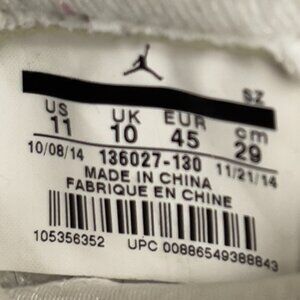 SZ
US UK EUR cm
11 10 45 29
10/08/14 136027-130 11/21/14
MADE IN CHINA
FABRIQUE EN CHINE
105356352 UPC 00886549388843